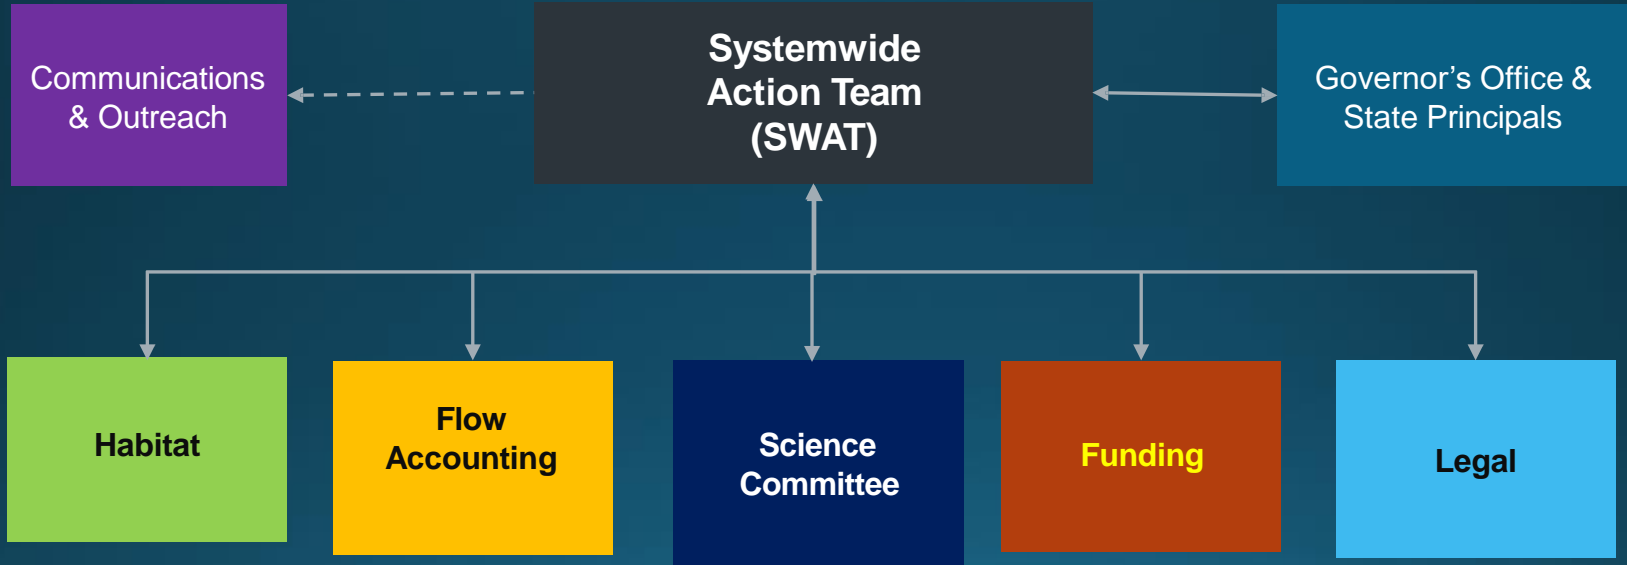 Communications
& Outreach
Systemwide
Action Team
(SWAT)
Governor’s Office &
State Principals
Habitat
Flow
Accounting
Science
Committee
Funding
Legal